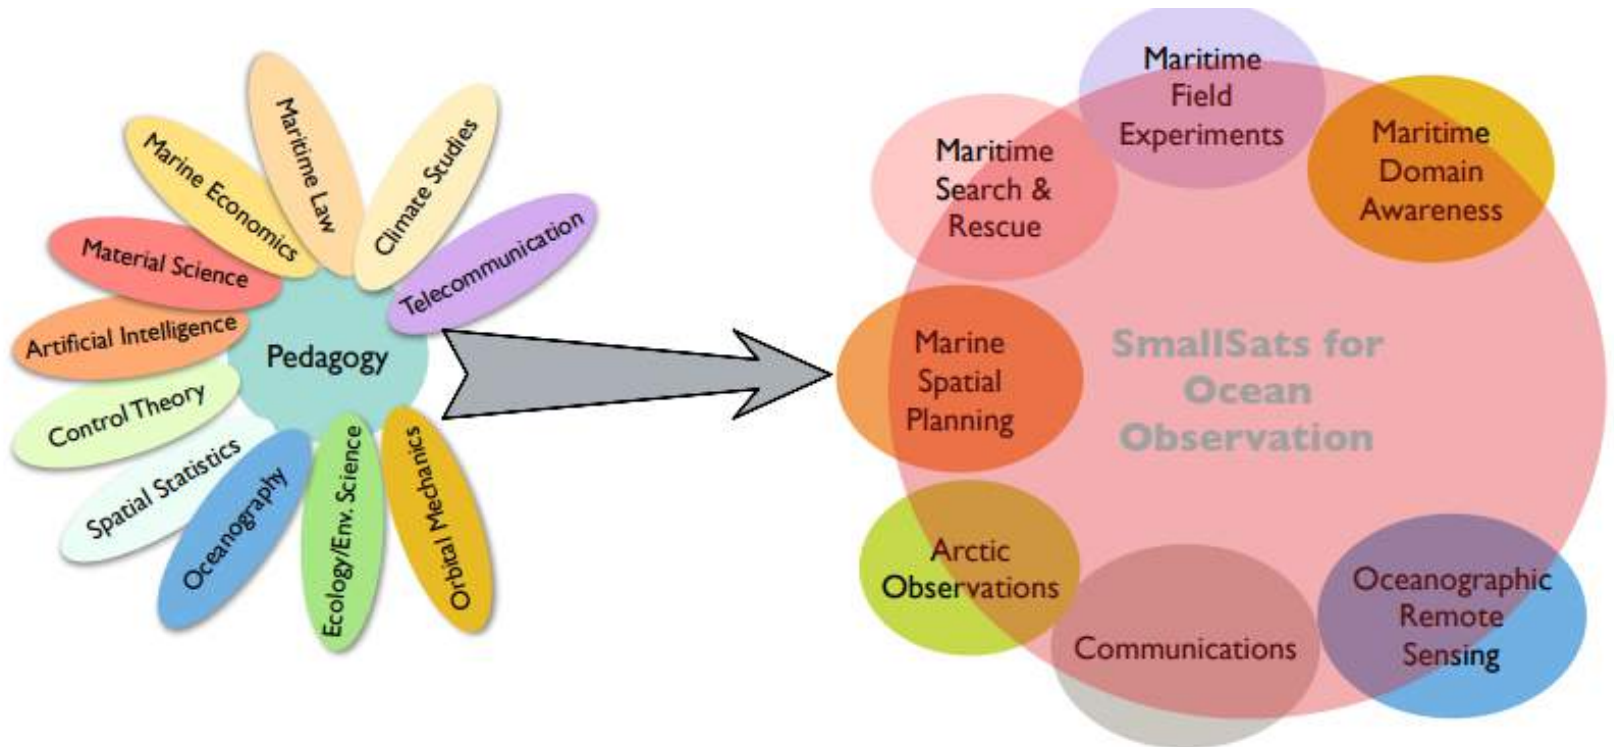 Maritime Law
Climate Studies
Marine Economics
Telecommunication
Material Science
Artificial Intelligence
Pedagogy
Control Theory
Spatial Statistics
Oceanography
Ecology/Env. Science
Orbital Mechanics
Maritime
Field
Experiments
Maritime
Domain
Awareness
Maritime
Search &
Rescue
Marine
Spatial
Planning
SmallSats for
Ocean
Observation
Arctic
Observations
Communications
Oceanographic
Remote
Sensing